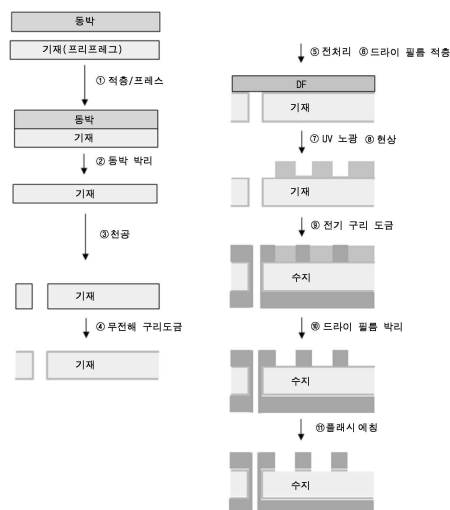 동박
기재(프리프레그)
① 적층/프레스
동박
기재
② 동박 박리
기재
③천공
기재
④ 무전해 구리도금
기재
⑤ 전처리 ⑥ 드라이 필름 적층
DF
기재
⑦ UV 노광 ⑧ 현상
기재
⑨ 전기 구리 도금
수지
⑩ 드라이 필름 박리
수지
⑪플래시 에칭
수지